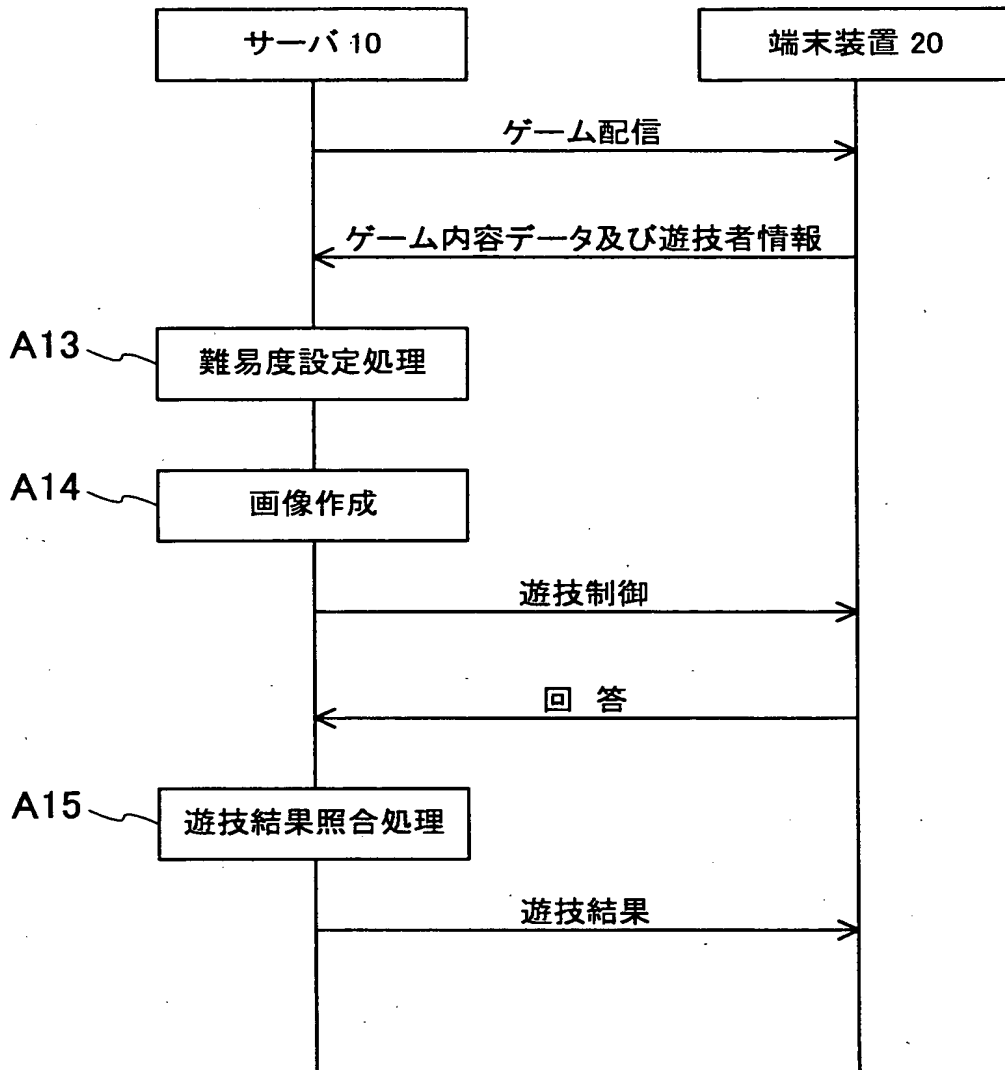 サーバ 10
端末装置 20
ゲーム配信
ゲーム内容データ及び遊技者情報
A13
難易度設定処理
A14
画像作成
遊技制御
回 答
A15
遊技結果照合処理
遊技結果